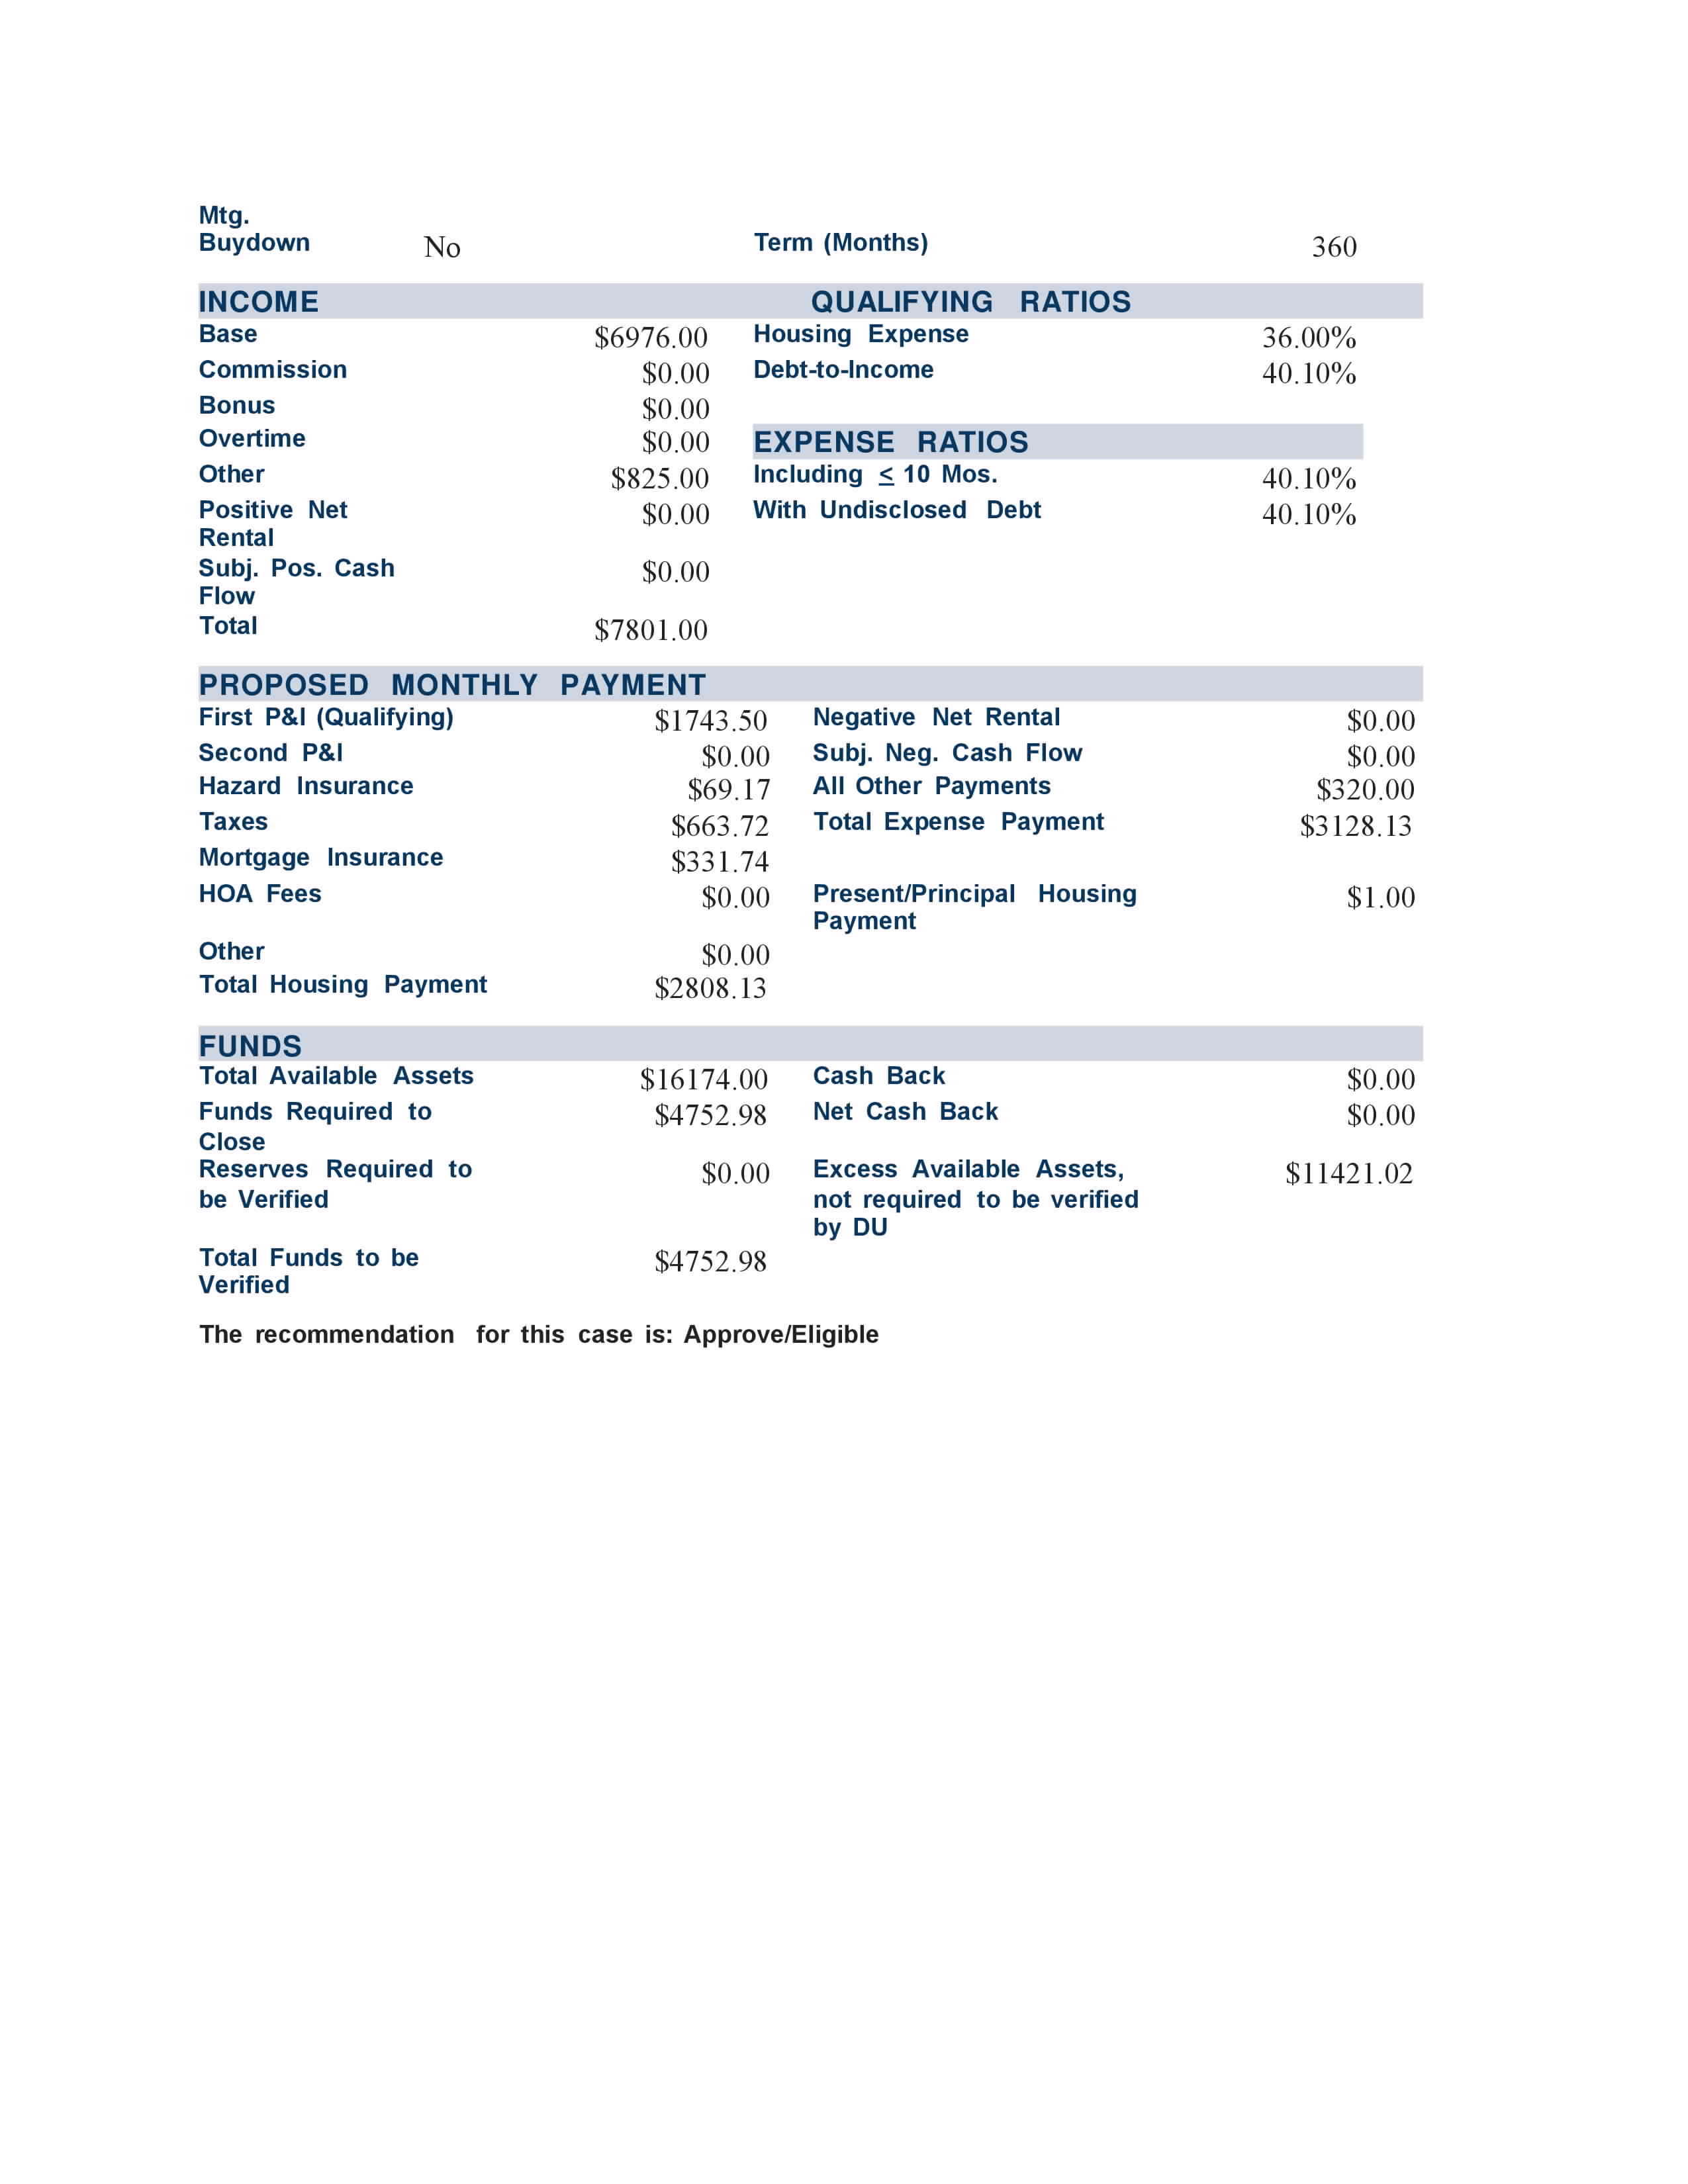 Mtg.
Buydown No Term (Months) 360
INCOME QUALIFYING RATIOS
Base $6976.00 Housing Expense 36.00%
Commission $0.00 Debt-to-Income 40.10%
Bonus $0.00
Overtime $0.00 EXPENSE RATIOS
Other $825.00 Including ≤ 10 Mos. 40.10%
Positive Net $0.00 With Undisclosed Debt 40.10%
Rental
Subj. Pos. Cash $0.00
Flow
Total $7801.00
PROPOSED MONTHLY PAYMENT
First P&I (Qualifying) $1743.50 Negative Net Rental $0.00
Second P&I $0.00 Subj. Neg. Cash Flow $0.00
Hazard Insurance $69.17 All Other Payments $320.00
Taxes $663.72 Total Expense Payment $3128.13
Mortgage Insurance $331.74
HOA Fees $0.00 Present/Principal Housing $1.00
Payment
Other $0.00
Total Housing Payment $2808.13
FUNDS
Total Available Assets $16174.00 Cash Back $0.00
Funds Required to $4752.98 Net Cash Back $0.00
Close
Reserves Required to $0.00 Excess Available Assets, $11421.02
be Verified not required to be verified
by DU
Total Funds to be $4752.98
Verified
The recommendation for this case is: Approve/Eligible